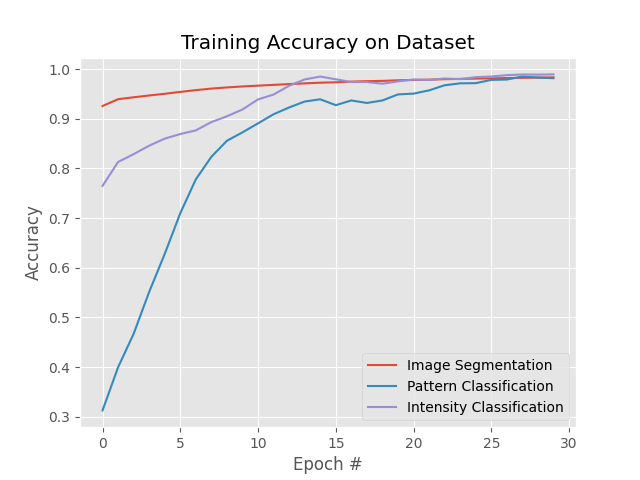 Training Accuracy on Dataset
1.0
0.9
0.8
0.7
0.6
0.5
0.4
0.3
Accuracy
Image Segmentation
Pattern Classification
Intensity Classification
0 5 10 15 20 25 30
Epoch #